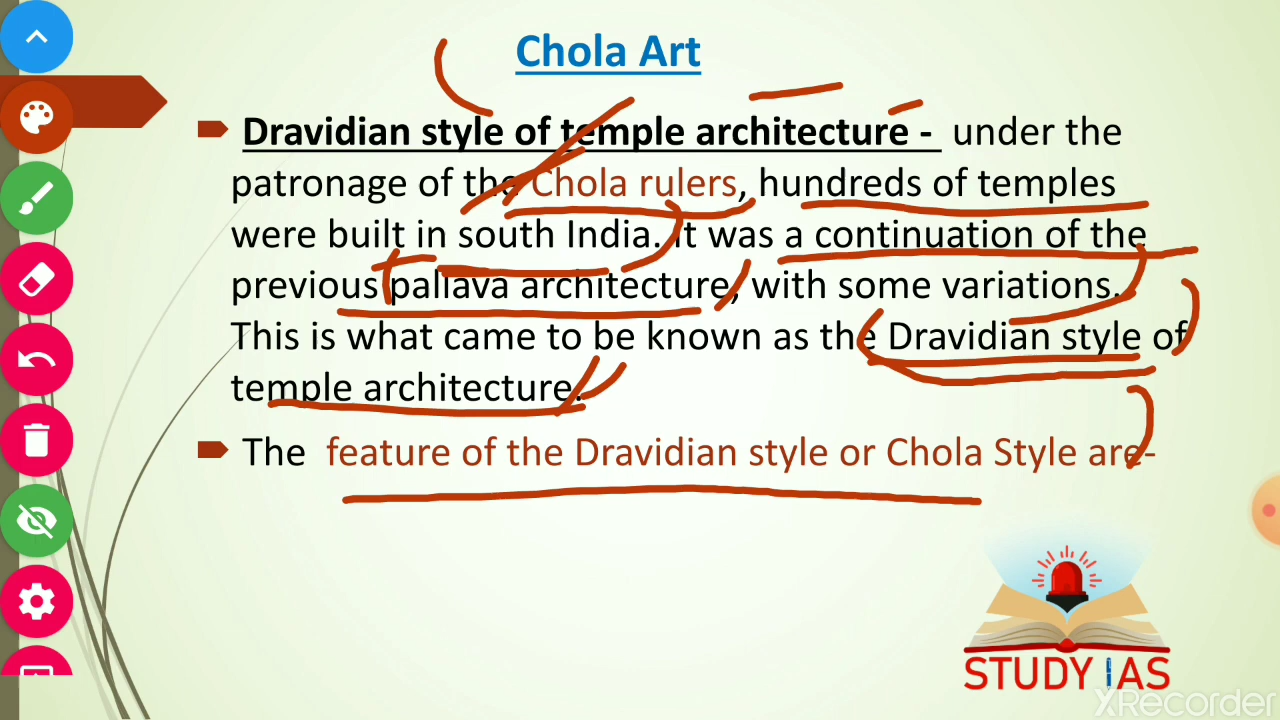 Chola Art
Dravidian style of temple architecture - under the
patronage of the Chola rulers, hundreds of temples
were built in south India. It was a continuation of the
previous pallava architecture, with some variations.
This is what came to be known as the Dravidian style of
temple architecture.
The feature of the Dravidian style or Chola Style are-
STUDY IAS
XRecorder